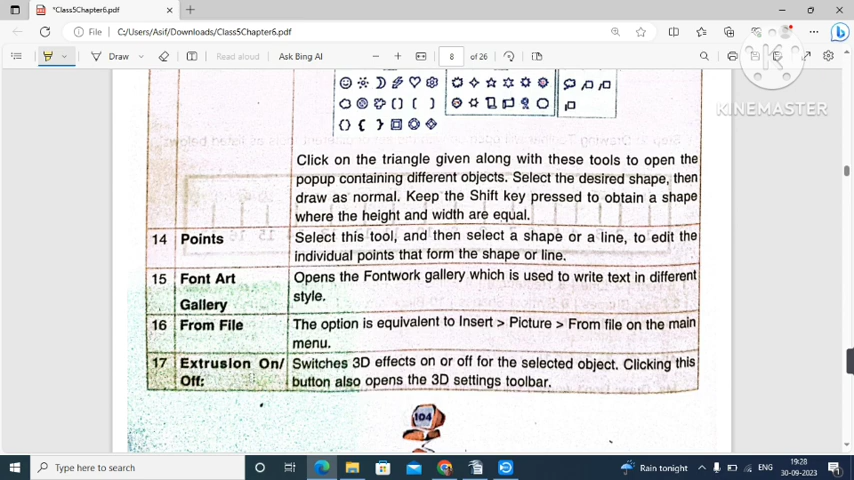 *Class5Chapter6.pdf
File
C:/Users/Asif/Downloads/Class5Chapter6.pdf
Draw
Read aloud
Ask Bing AI
8
of 26
KINEMASTER
Click on the triangle given along with these tools to open the
popup containing different objects. Select the desired shape, then
draw as normal. Keep the Shift key pressed to obtain a shape
where the height and width are equal.
14 Points Select this tool, and then select a shape or a line, to edit the
individual points that form the shape or line.
15 Font Art Opens the Fontwork gallery which is used to write text in different
Gallery style.
16 From File The option is equivalent to Insert > Picture > From file on the main
menu.
17 Extrusion On/ Switches 3D effects on or off for the selected object. Clicking this
Off: button also opens the 3D settings toolbar.
104
Type here to search
Rain tonight
ENG
19:28
30-09-2023